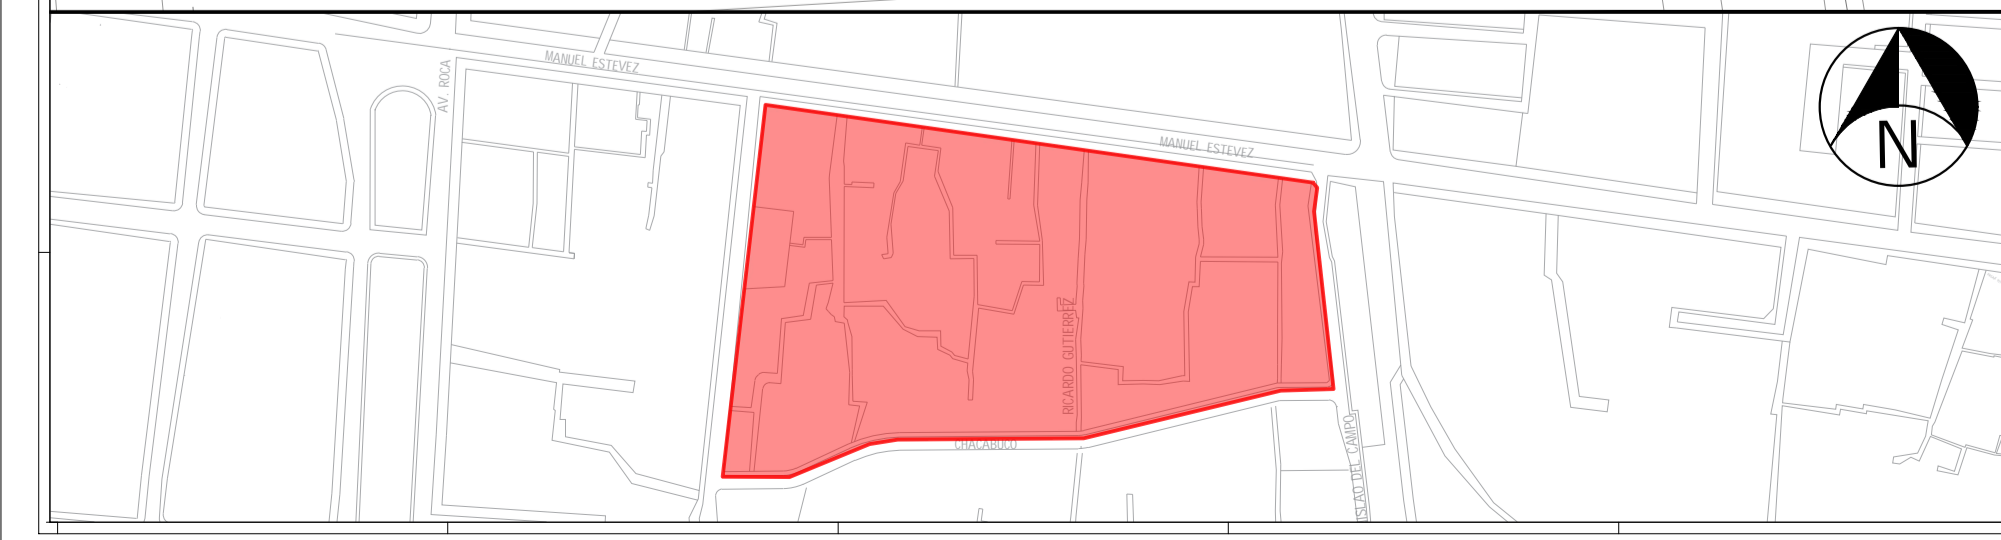 MANUEL ESTEVEZ
AV. ROCA
N
MANUEL ESTEVEZ
RICARDO GUTIERREZ
CHACABUCO
ISLAO DEL CAMPO